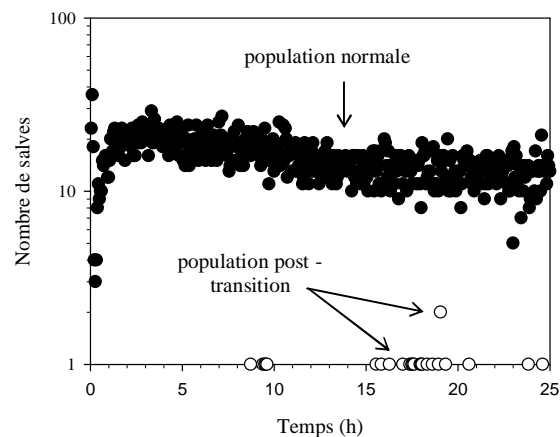 100
population normale
Nombre de salves
10
population post -
transition
1
0 5 10 15 20 25
Temps (h)